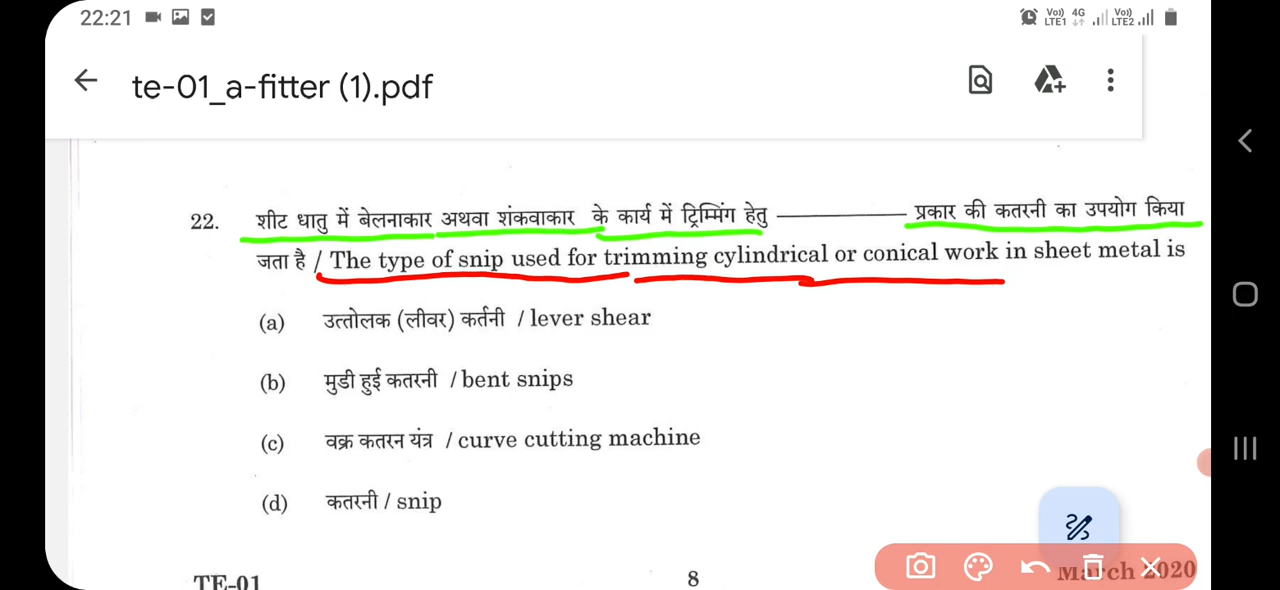 22:21 Vo)) LTE1 4G Vo)) LTE2
te-01_a-fitter (1).pdf
22. शीट धातु में बेलनाकार अथवा शंकवाकार के कार्य में ट्रिम्मिंग हेतु ———— प्रकार की कतरनी का उपयोग किया
जता है / The type of snip used for trimming cylindrical or conical work in sheet metal is
(a) उत्तोलक (लीवर) कर्तनी / lever shear
(b) मुडी हुई कतरनी / bent snips
(c) वक्र कतरन यंत्र / curve cutting machine
(d) कतरनी / snip
TE-01 8 March 2020